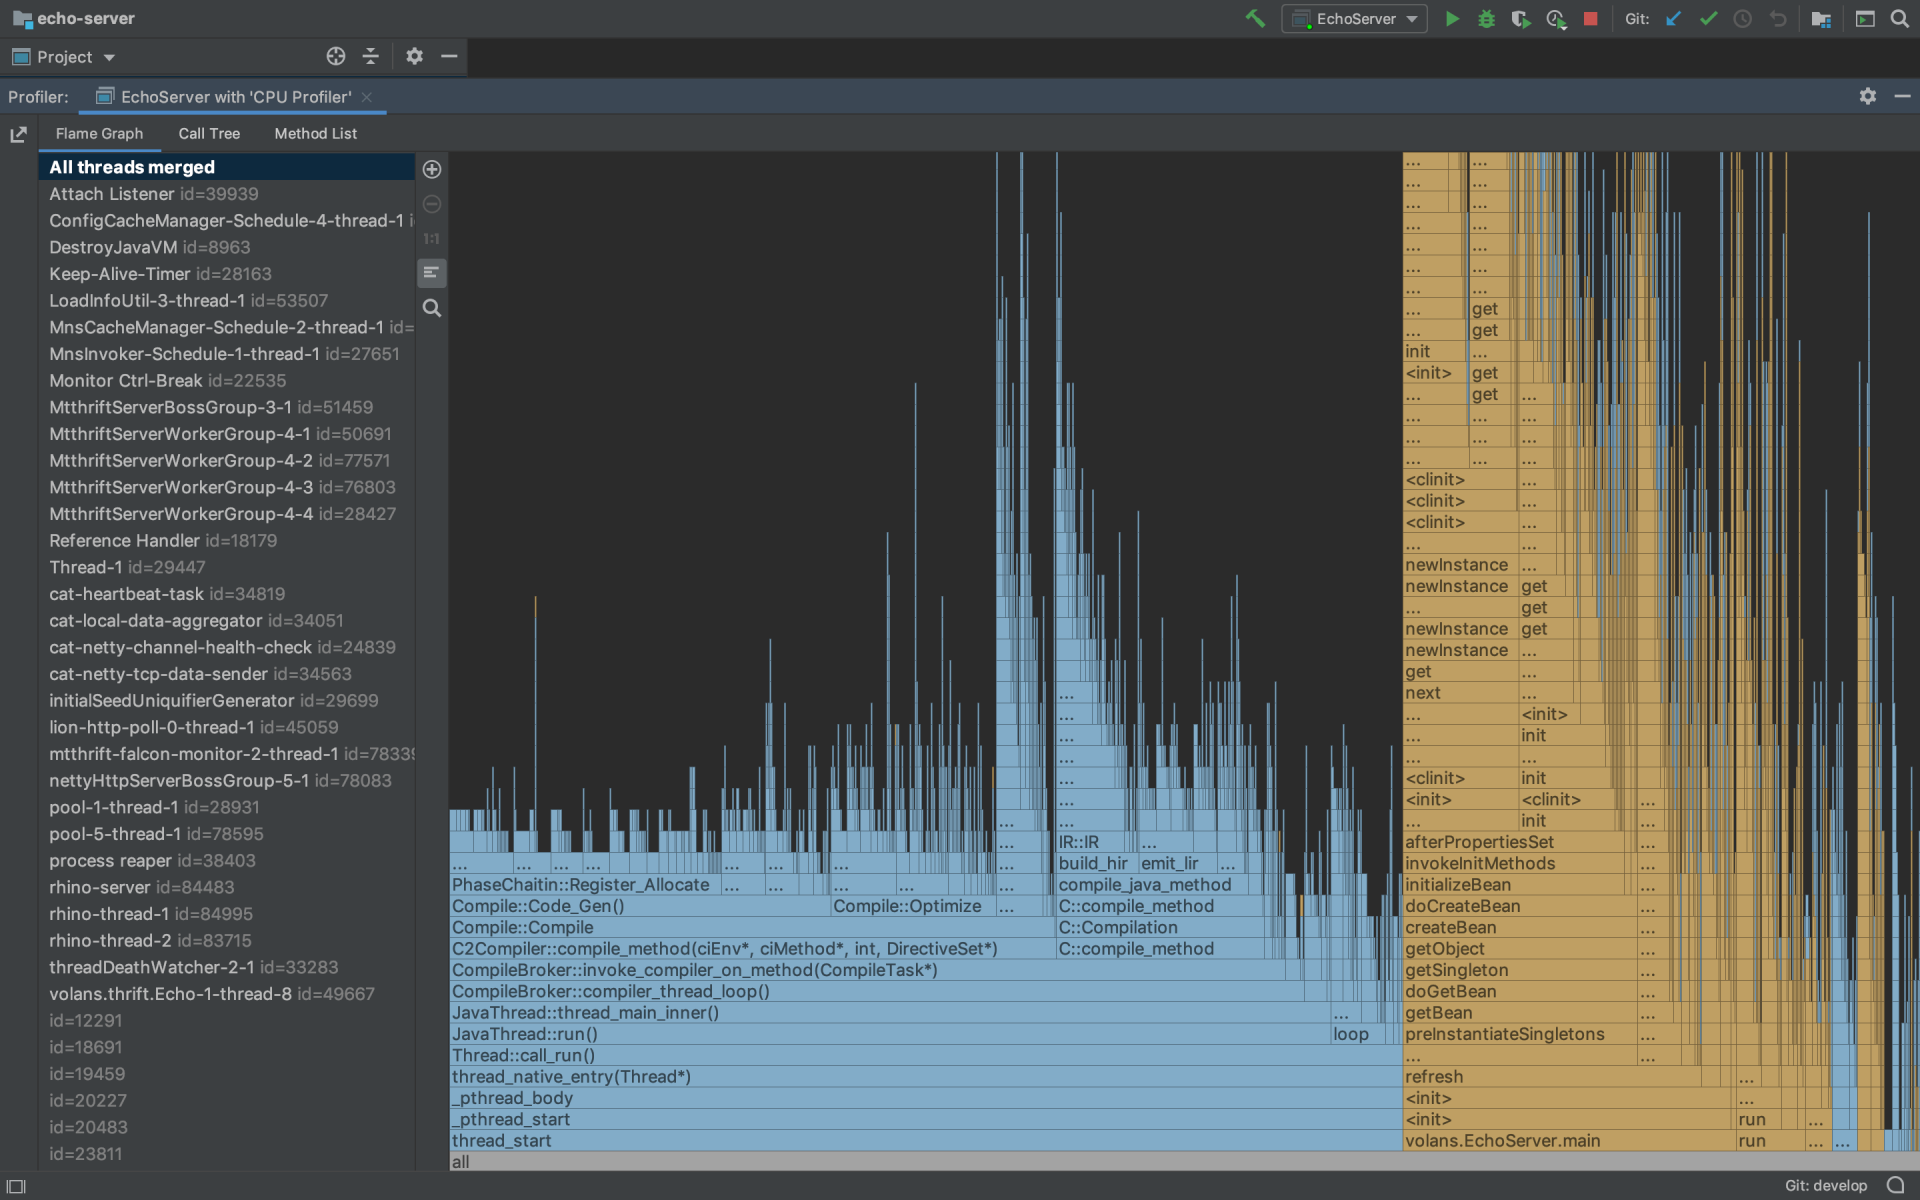 echo-server
EchoServer
Git:
Project
Profiler:
EchoServer with 'CPU Profiler'
Flame Graph
Call Tree
Method List
All threads merged
Attach Listener id=39939
ConfigCacheManager-Schedule-4-thread-1
DestroyJavaVM id=8963
Keep-Alive-Timer id=28163
LoadInfoUtil-3-thread-1 id=53507
MnsCacheManager-Schedule-2-thread-1 id=
MnsInvoker-Schedule-1-thread-1 id=27651
Monitor Ctrl-Break id=22535
MtthriftServerBossGroup-3-1 id=51459
MtthriftServerWorkerGroup-4-1 id=50691
MtthriftServerWorkerGroup-4-2 id=77571
MtthriftServerWorkerGroup-4-3 id=76803
MtthriftServerWorkerGroup-4-4 id=28427
Reference Handler id=18179
Thread-1 id=29447
cat-heartbeat-task id=34819
cat-local-data-aggregator id=34051
cat-netty-channel-health-check id=24839
cat-netty-tcp-data-sender id=34563
initialSeedUniquifierGenerator id=29699
lion-http-poll-0-thread-1 id=45059
mtthrift-falcon-monitor-2-thread-1 id=78339
nettyHttpServerBossGroup-5-1 id=78083
pool-1-thread-1 id=28931
pool-5-thread-1 id=78595
process reaper id=38403
rhino-server id=84483
rhino-thread-1 id=84995
rhino-thread-2 id=83715
threadDeathWatcher-2-1 id=33283
volans.thrift.Echo-1-thread-8 id=49667
id=12291
id=18691
id=19459
id=20227
id=20483
id=23811
1:1
... ...
... ...
... ...
... ...
... ...
... ...
... ...
... get
... get
init ...
<init> get
... get ...
... ... ...
... ... ...
... ... ...
<clinit> ...
<clinit> ...
<clinit> ...
... ...
newInstance ...
newInstance get
... get
newInstance get
newInstance ...
get ...
... next ...
... ... <init>
... ... init
... ... ...
... <clinit> init
... <init> <clinit> ...
... ... ... init ...
... IR::IR ... afterPropertiesSet ...
... ... ... ... ... ... ... ... build_hir emit_lir ... invokeInitMethods ...
PhaseChaitin::Register_Allocate ... ... ... ... ... compile_java_method initializeBean ...
Compile::Code_Gen() Compile::Optimize ... C::compile_method doCreateBean ...
Compile::Compile C::Compilation createBean ...
C2Compiler::compile_method(ciEnv*, ciMethod*, int, DirectiveSet*) C::compile_method getObject ...
CompileBroker::invoke_compiler_on_method(CompileTask*) getSingleton ...
CompileBroker::compiler_thread_loop() doGetBean ...
JavaThread::thread_main_inner() ... getBean ...
JavaThread::run() loop preInstantiateSingletons ...
Thread::call_run() ... ...
thread_native_entry(Thread*) refresh ...
_pthread_body <init> ...
_pthread_start <init> run ...
thread_start volans.EchoServer.main run ... ...
all
Git: develop